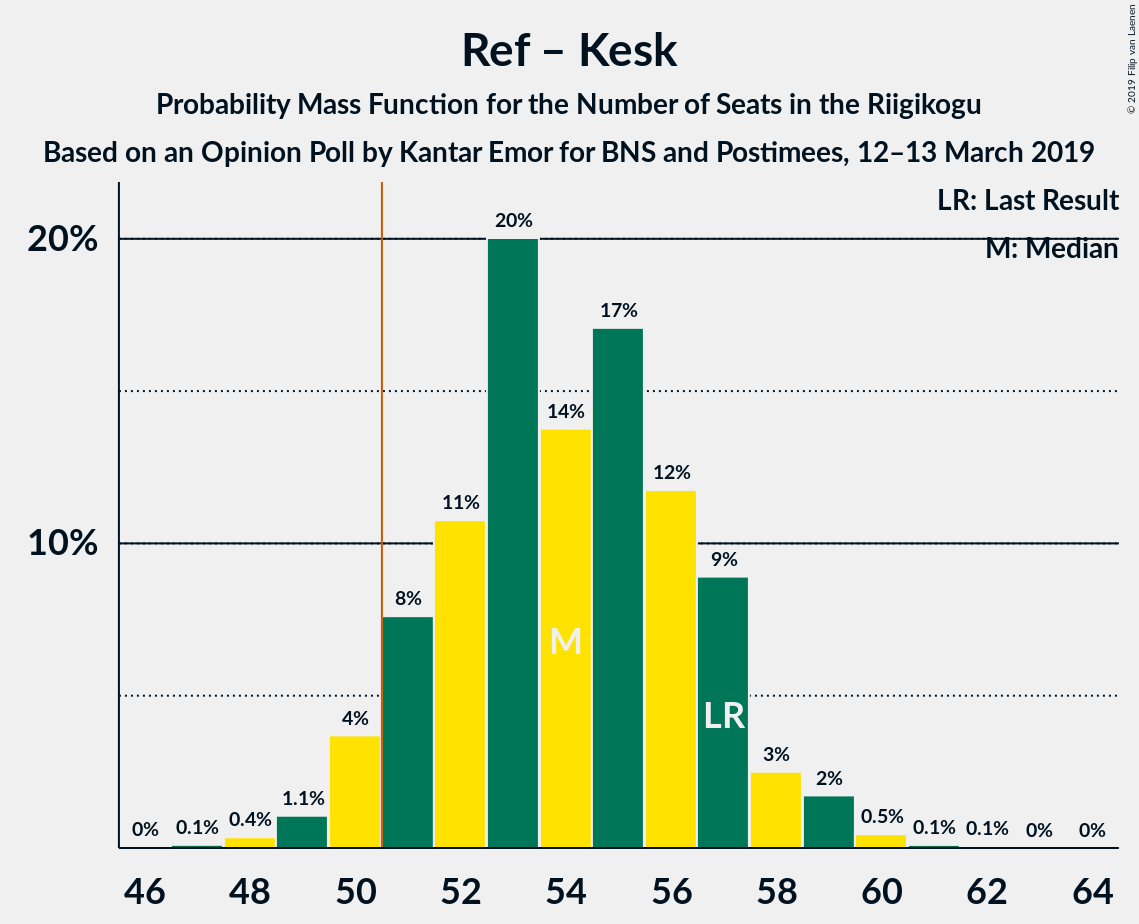 © 2019 Filip van Laenen
Ref – Kesk
Probability Mass Function for the Number of Seats in the Riigikogu
Based on an Opinion Poll by Kantar Emor for BNS and Postimees, 12–13 March 2019
LR: Last Result
M: Median
20%
10%
0%
0.1%
0.4%
1.1%
4%
8%
11%
20%
14%
17%
12%
9%
3%
2%
0.5%
0.1%
0.1%
0%
0%
M
LR
46 48 50 52 54 56 58 60 62 64